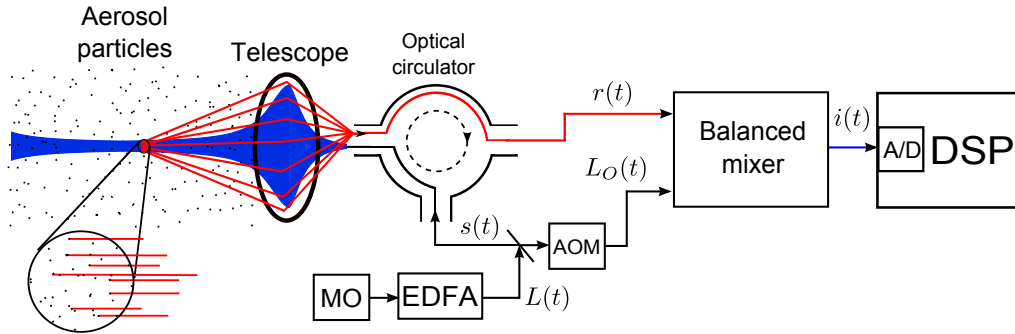 Aerosol
particles
Telescope
Optical
circulator
r(t)
L_O(t)
Balanced
mixer
i(t)
A/D
DSP
s(t)
AOM
MO
EDFA
L(t)